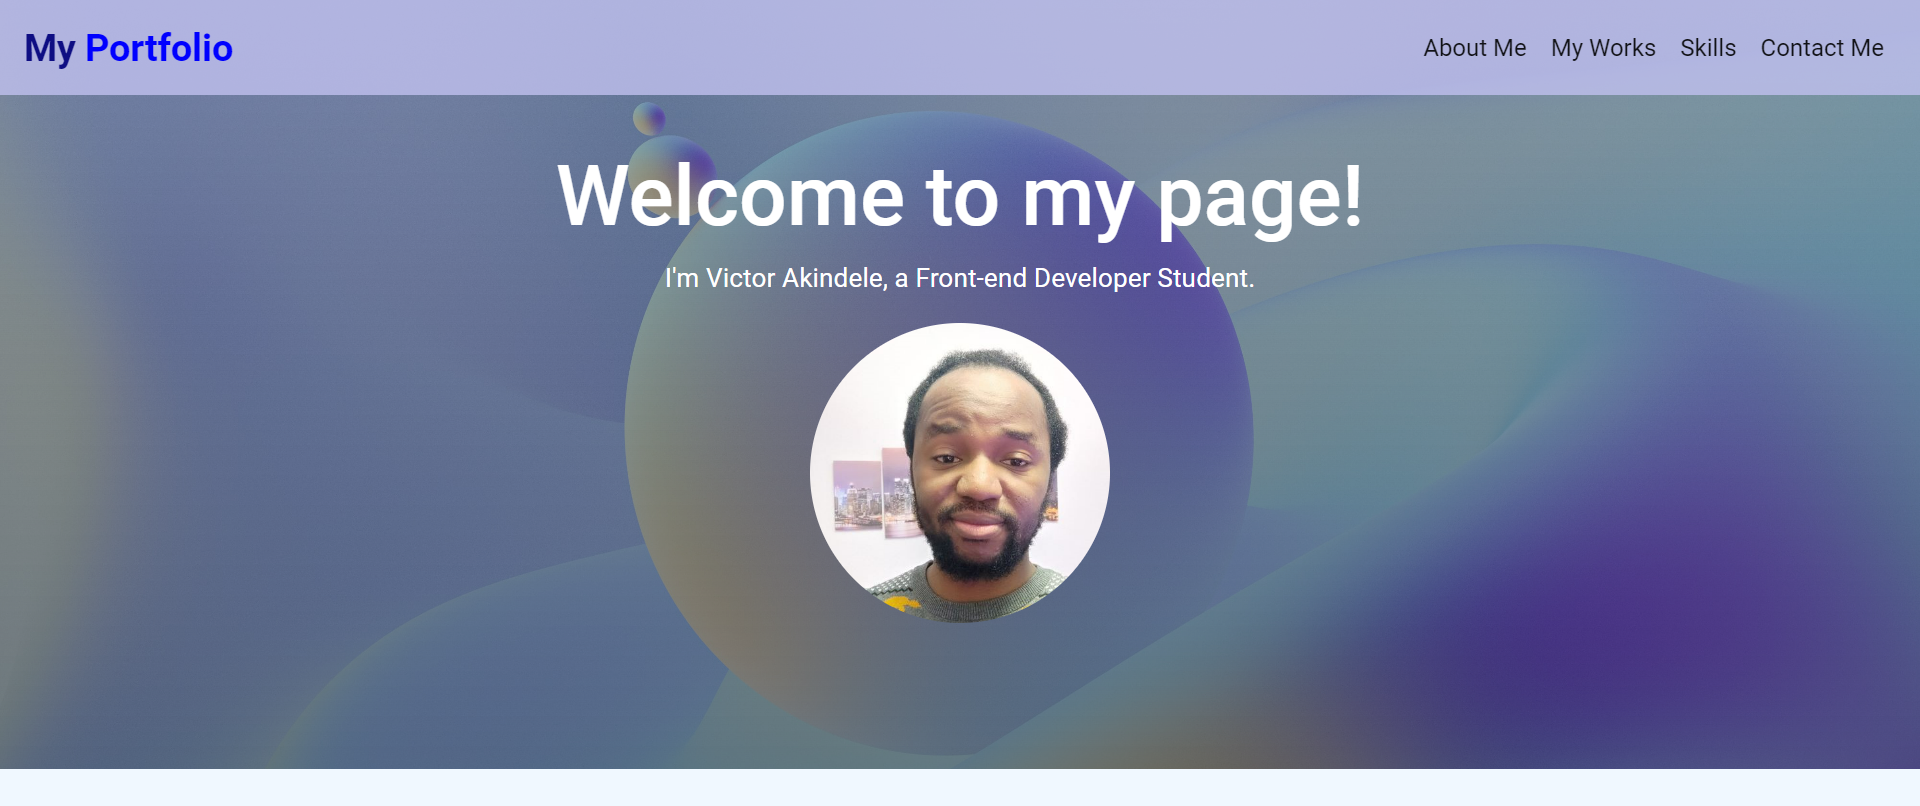 My Portfolio
About Me My Works Skills Contact Me
Welcome to my page!
I'm Victor Akindele, a Front-end Developer Student.